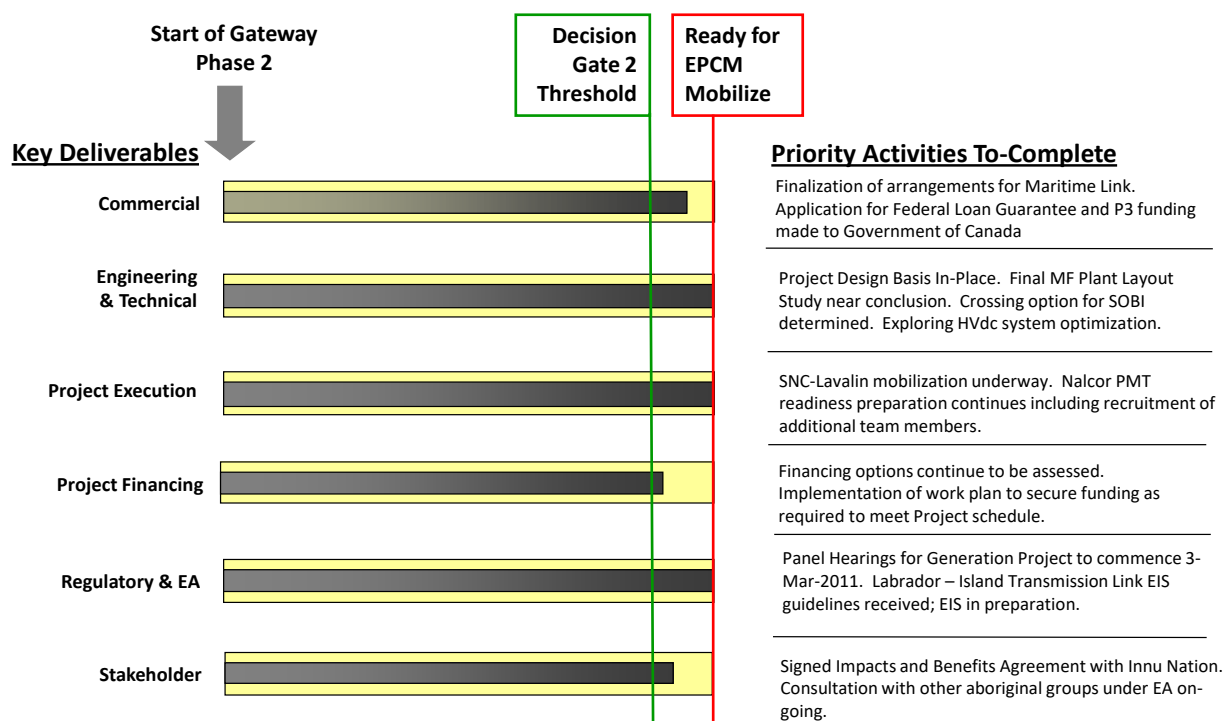 Start of Gateway
Phase 2
Decision
Gate 2
Threshold
Ready for
EPCM
Mobilize
Key Deliverables
Priority Activities To-Complete
Commercial
Finalization of arrangements for Maritime Link.
Application for Federal Loan Guarantee and P3 funding
made to Government of Canada
Engineering
& Technical
Project Design Basis In-Place. Final MF Plant Layout
Study near conclusion. Crossing option for SOBI
determined. Exploring HVdc system optimization.
Project Execution
SNC-Lavalin mobilization underway. Nalcor PMT
readiness preparation continues including recruitment of
additional team members.
Project Financing
Financing options continue to be assessed.
Implementation of work plan to secure funding as
required to meet Project schedule.
Regulatory & EA
Panel Hearings for Generation Project to commence 3-
Mar-2011. Labrador – Island Transmission Link EIS
guidelines received; EIS in preparation.
Stakeholder
Signed Impacts and Benefits Agreement with Innu Nation.
Consultation with other aboriginal groups under EA on-
going.